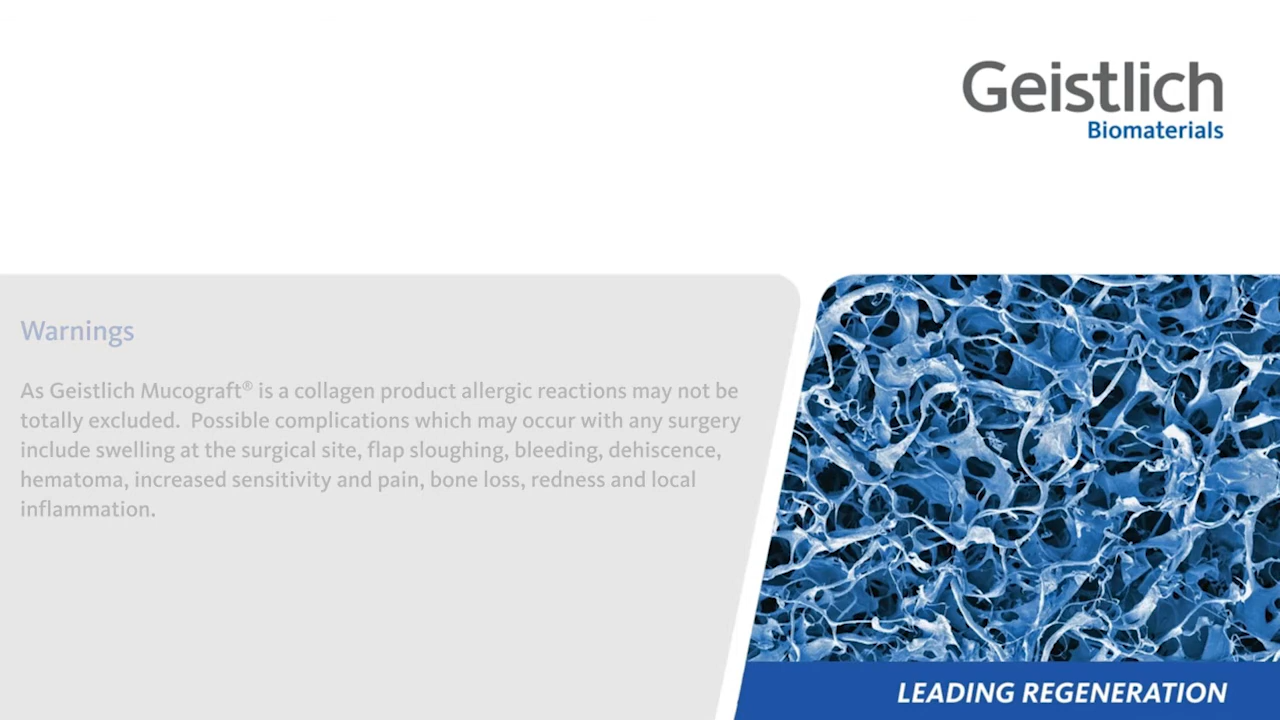 Geistlich
Biomaterials
Warnings
As Geistlich Mucograft® is a collagen product allergic reactions may not be
totally excluded.  Possible complications which may occur with any surgery
include swelling at the surgical site, flap sloughing, bleeding, dehiscence,
hematoma, increased sensitivity and pain, bone loss, redness and local
inflammation.
LEADING REGENERATION